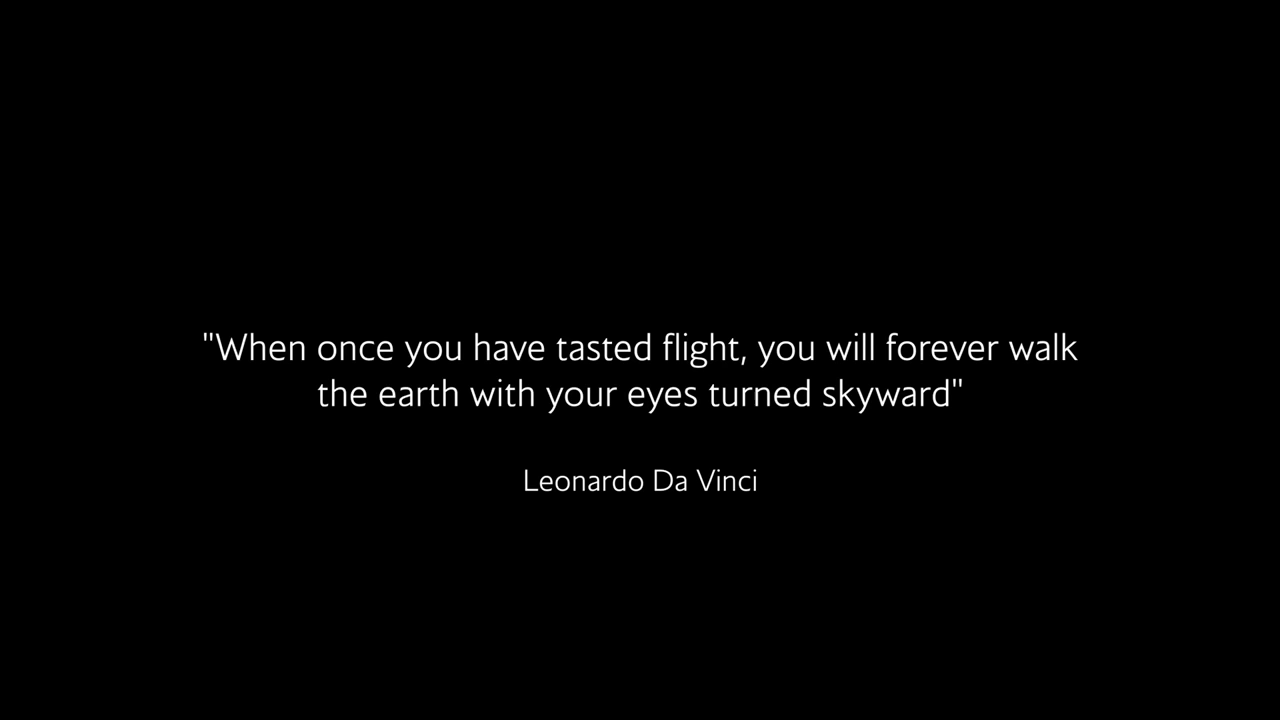 "When once you have tasted flight, you will forever walk
the earth with your eyes turned skyward"
Leonardo Da Vinci